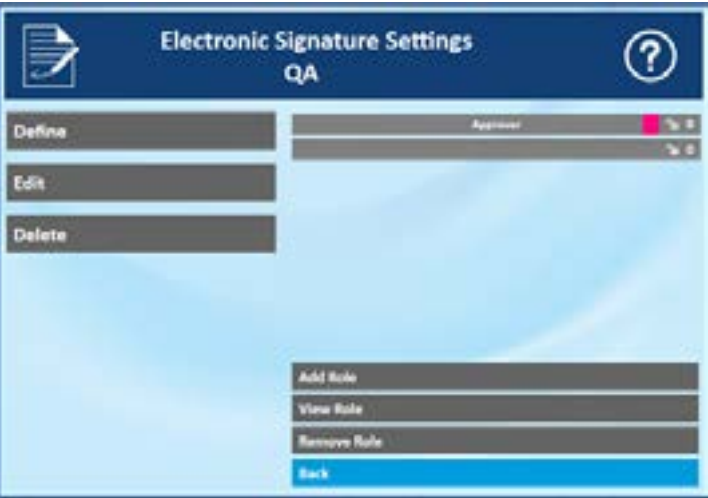 Electronic Signature Settings
QA
?
Define
Edit
Delete
Approver
Add Role
View Role
Remove Role
Back